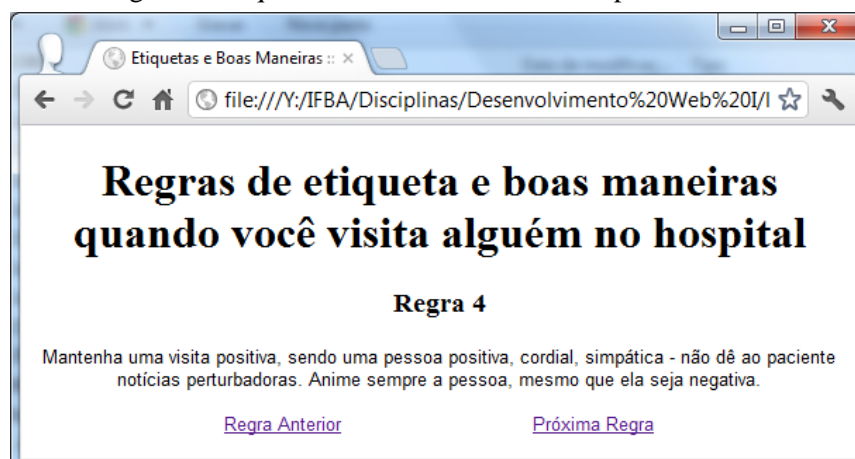 Etiquetas e Boas Maneiras :: ×
file:///Y:/IFBA/Disciplinas/Desenvolvimento%20Web%20I/I
Regras de etiqueta e boas maneiras
quando você visita alguém no hospital
Regra 4
Mantenha uma visita positiva, sendo uma pessoa positiva, cordial, simpática - não dê ao paciente
notícias perturbadoras. Anime sempre a pessoa, mesmo que ela seja negativa.
Regra Anterior Próxima Regra